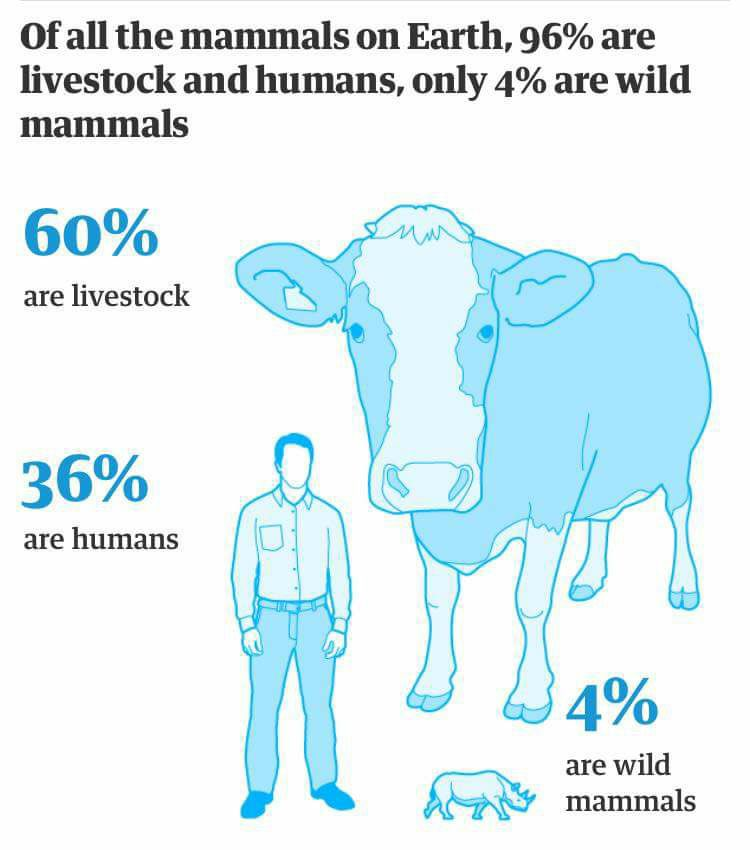 Of all the mammals on Earth, 96% are
livestock and humans, only 4% are wild
mammals
60%
are livestock
36%
are humans
4%
are wild
mammals